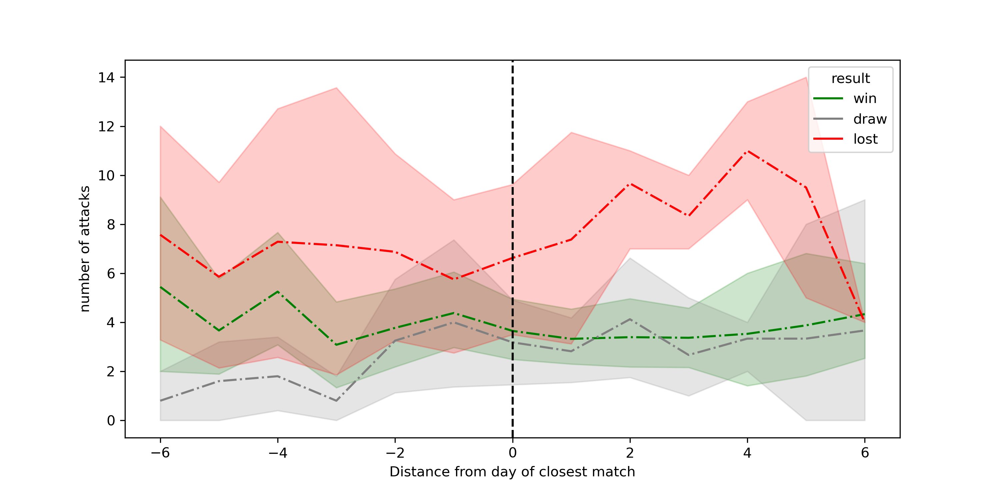 14
12
10
8
6
4
2
0
number of attacks
result
win
draw
lost
−6 −4 −2 0 2 4 6
Distance from day of closest match